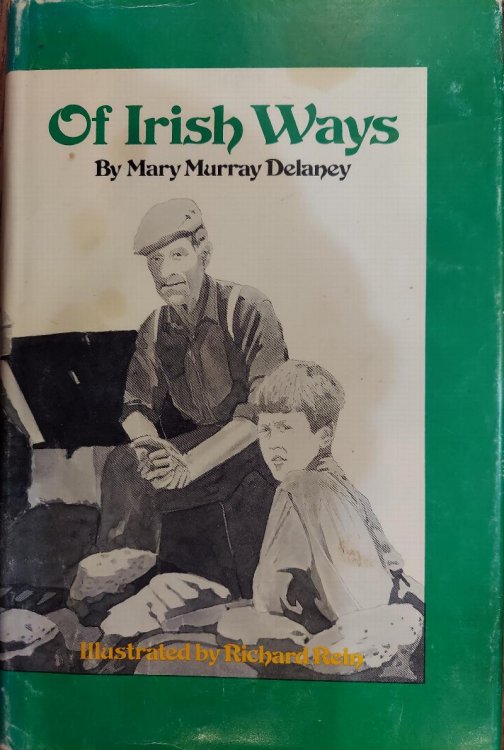 Of Irish Ways
By Mary Murray Delaney
Illustrated by Richard Rein